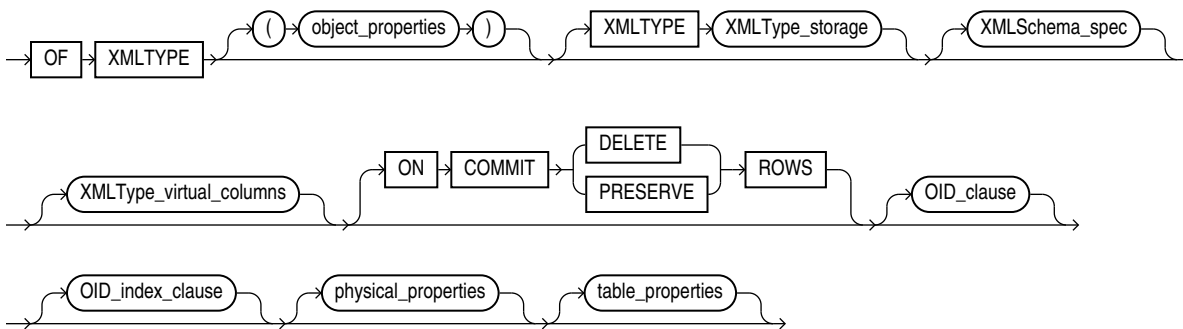 OF XMLTYPE ( object_properties ) XMLTYPE XMLType_storage XMLSchema_spec
XMLType_virtual_columns ON COMMIT DELETE PRESERVE ROWS OID_clause
OID_index_clause physical_properties table_properties